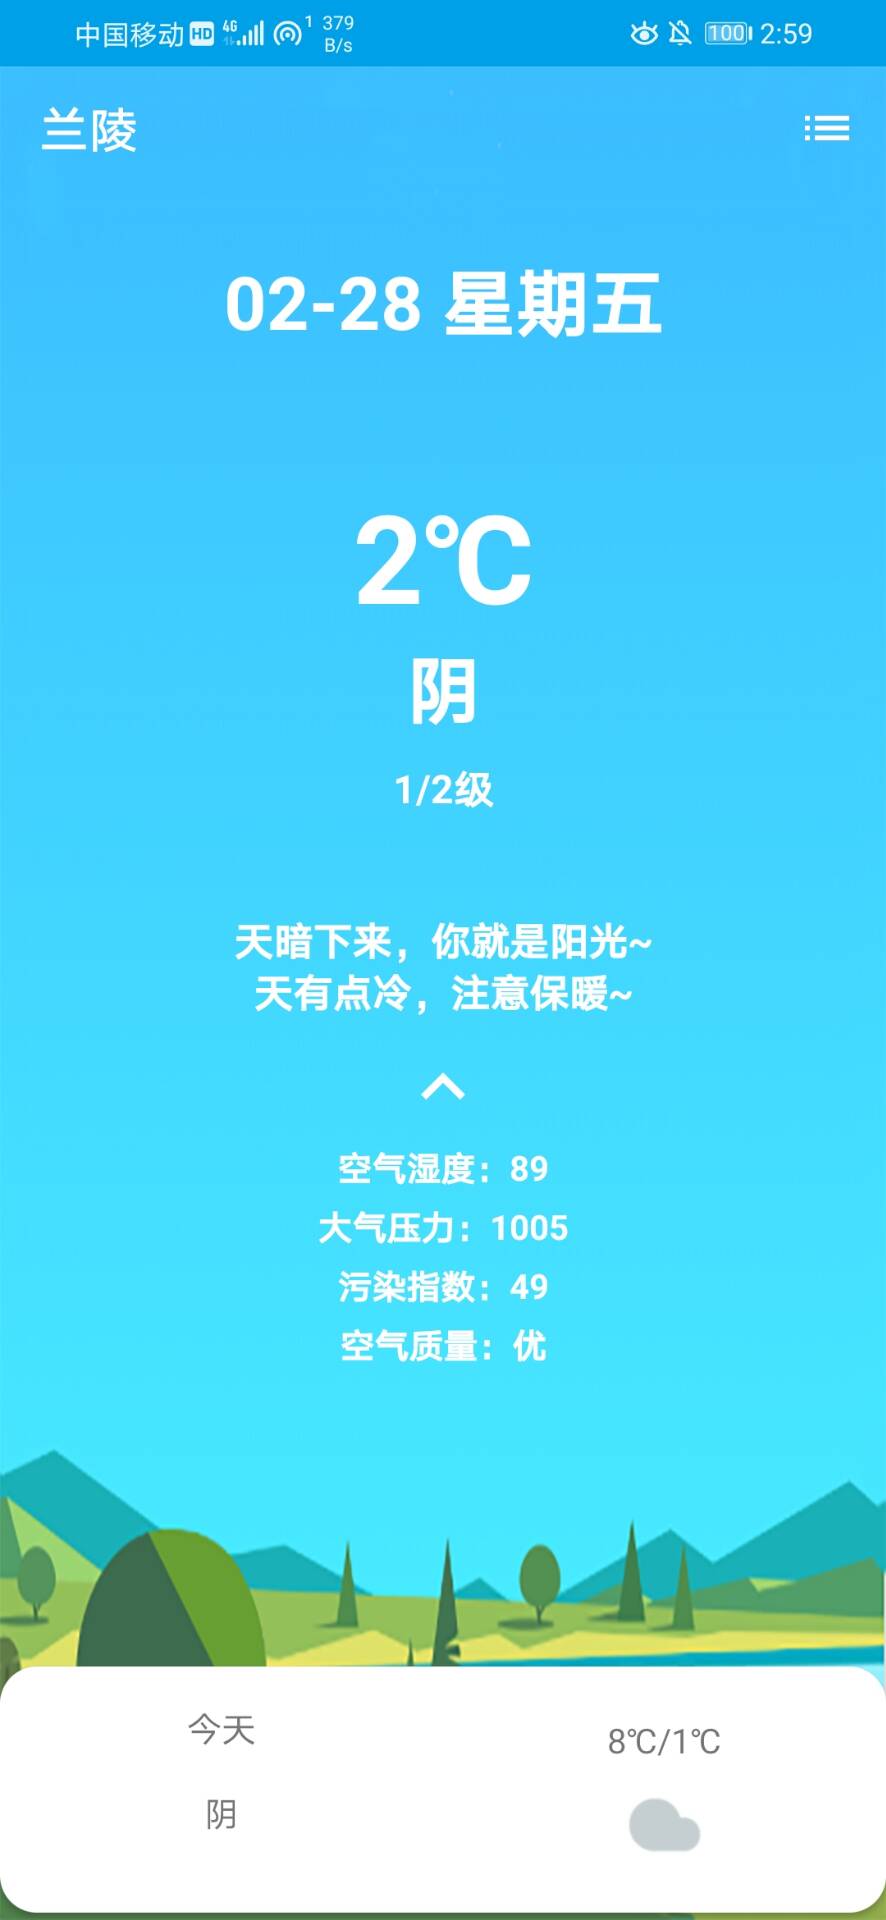 中国移动 HD 4G 1 379 B/s 100 2:59
兰陵
02-28 星期五
2℃
阴
1/2级
天暗下来，你就是阳光~
天有点冷，注意保暖~
空气湿度：89
大气压力：1005
污染指数：49
空气质量：优
今天
8℃/1℃
阴